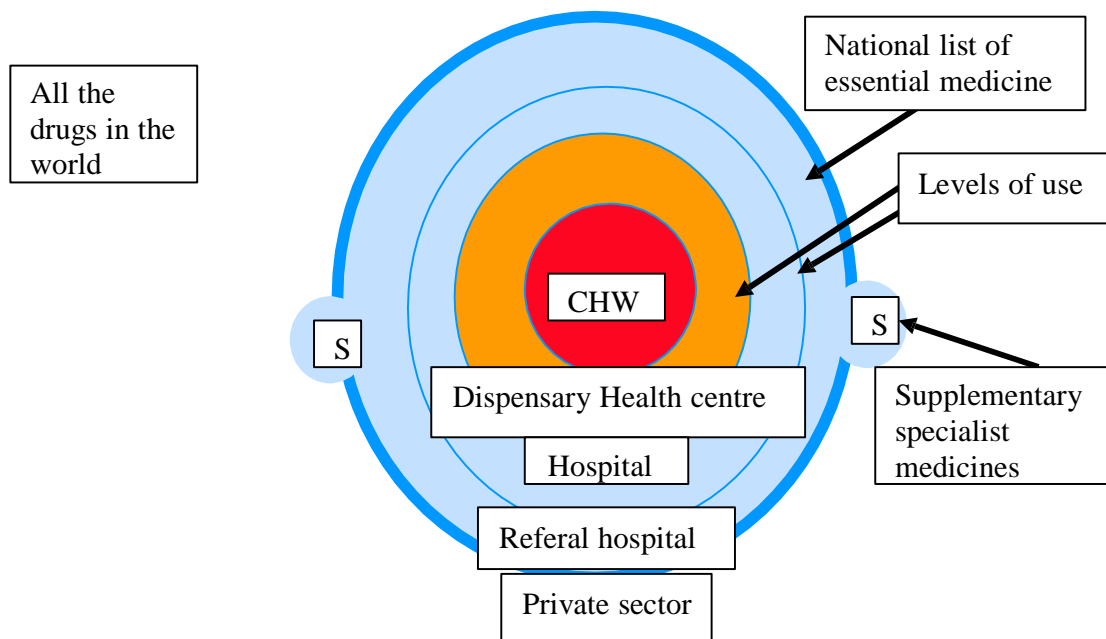 All the
drugs in the
world
National list of
essential medicine
Levels of use
CHW
S
S
Dispensary Health centre
Supplementary
specialist
medicines
Hospital
Referal hospital
Private sector